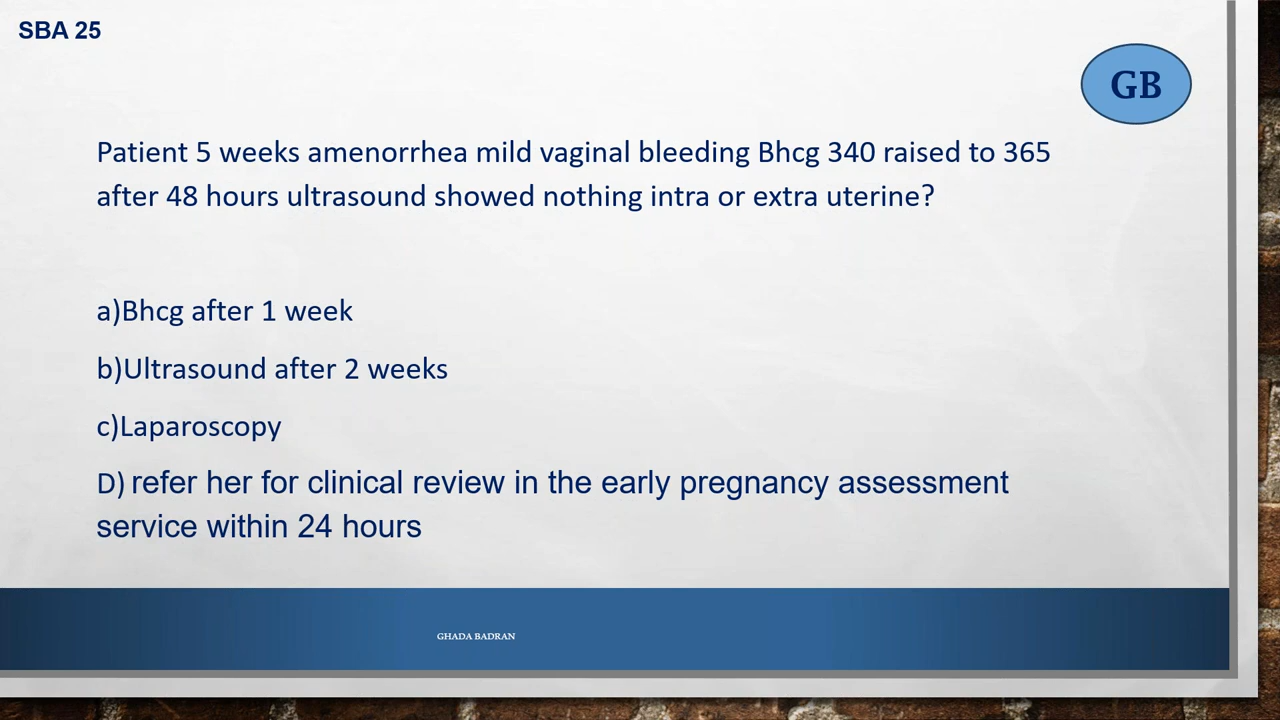 SBA 25
GB
Patient 5 weeks amenorrhea mild vaginal bleeding Bhcg 340 raised to 365
after 48 hours ultrasound showed nothing intra or extra uterine?
a)Bhcg after 1 week
b)Ultrasound after 2 weeks
c)Laparoscopy
D) refer her for clinical review in the early pregnancy assessment
service within 24 hours
GHADA BADRAN